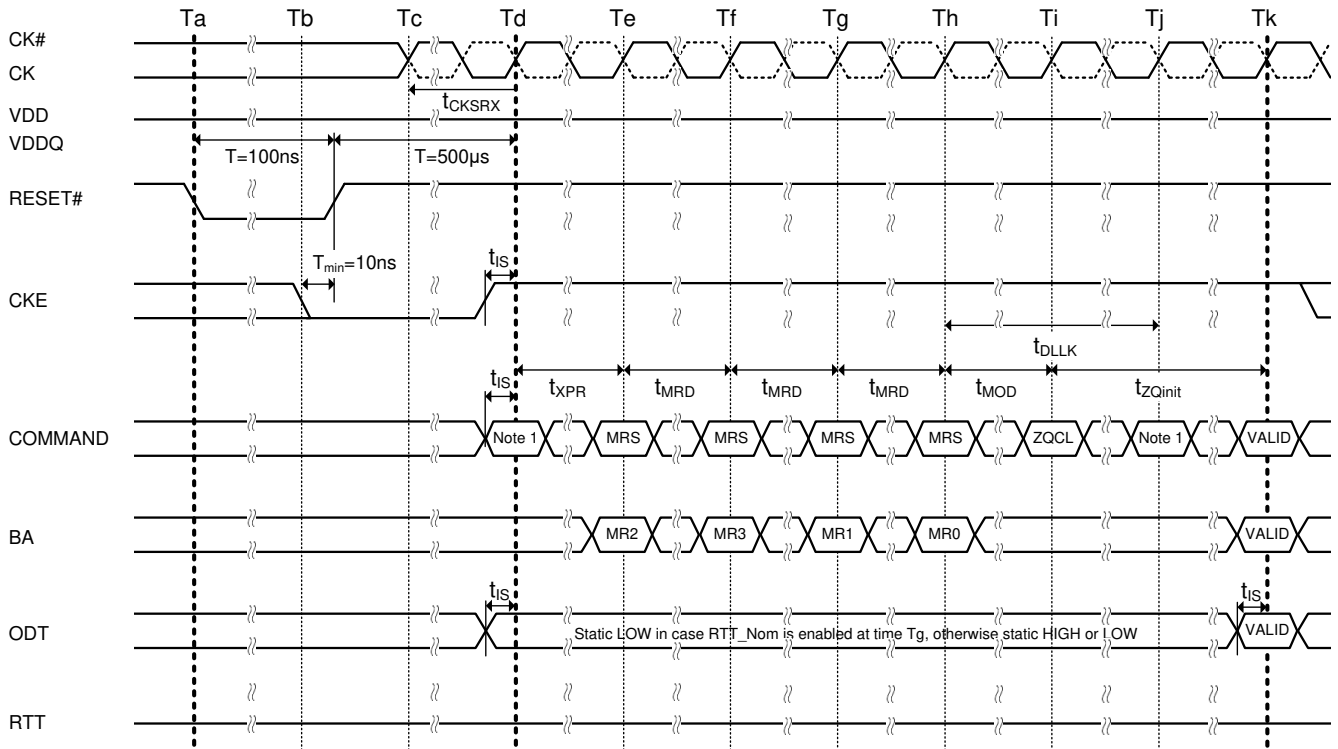 Ta Tb Tc Td Te Tf Tg Th Ti Tj Tk
CK#
CK
tCKSRX
VDD
VDDQ
T=100ns T=500µs
RESET#
Tmin=10ns tIS
CKE
tDLLK
tIS tXPR tMRD tMRD tMRD tMOD tZQinit
COMMAND Note 1 MRS MRS MRS MRS ZQCL Note 1 VALID
BA MR2 MR3 MR1 MR0 VALID
tIS tIS
ODT Static LOW in case RTT_Nom is enabled at time Tg, otherwise static HIGH or LOW VALID
RTT